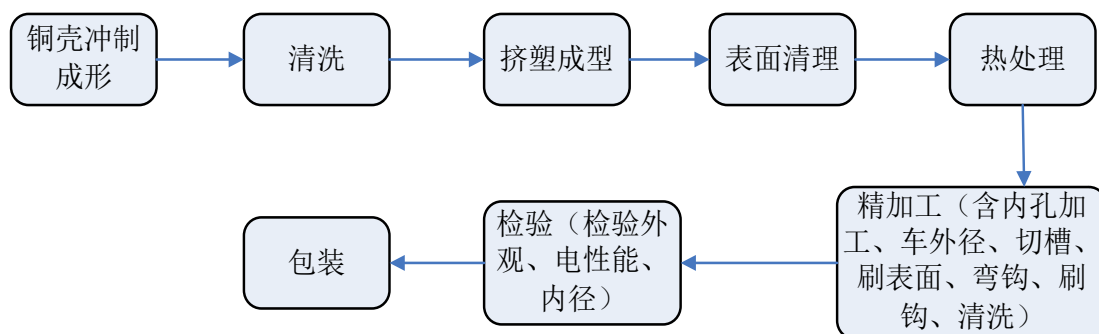 铜壳冲制
成形
清洗
挤塑成型
表面清理
热处理
精加工（含内孔加
工、车外径、切槽、
刷表面、弯钩、刷
钩、清洗）
检验（检验外
观、电性能、
内径）
包装